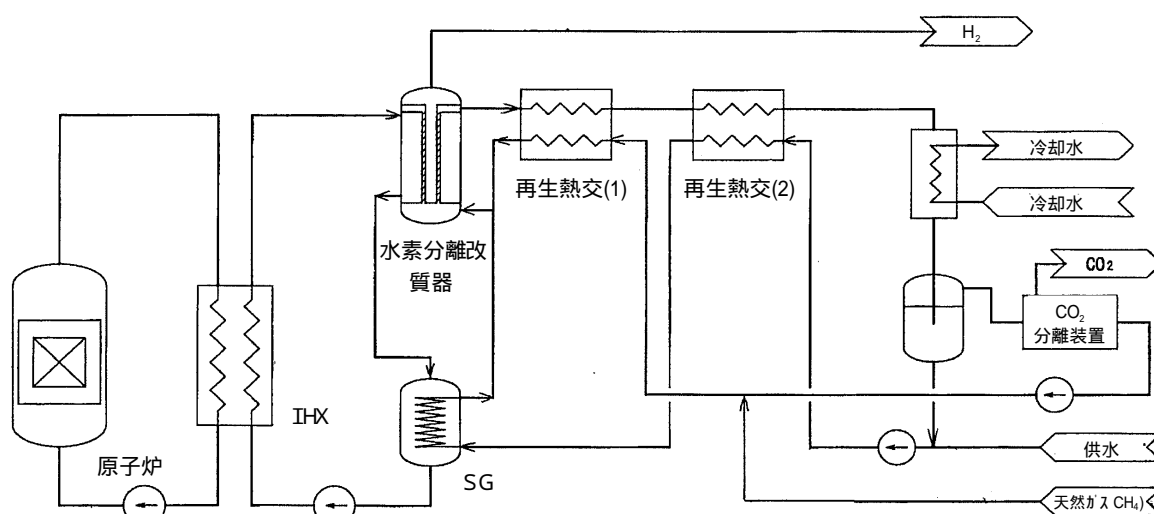 H₂
冷却水
再生熱交(1)
再生熱交(2)
冷却水
水素分離改
質器
CO2
CO₂
分離装置
IHX
原子炉
SG
供水
天然ガス CH₄)